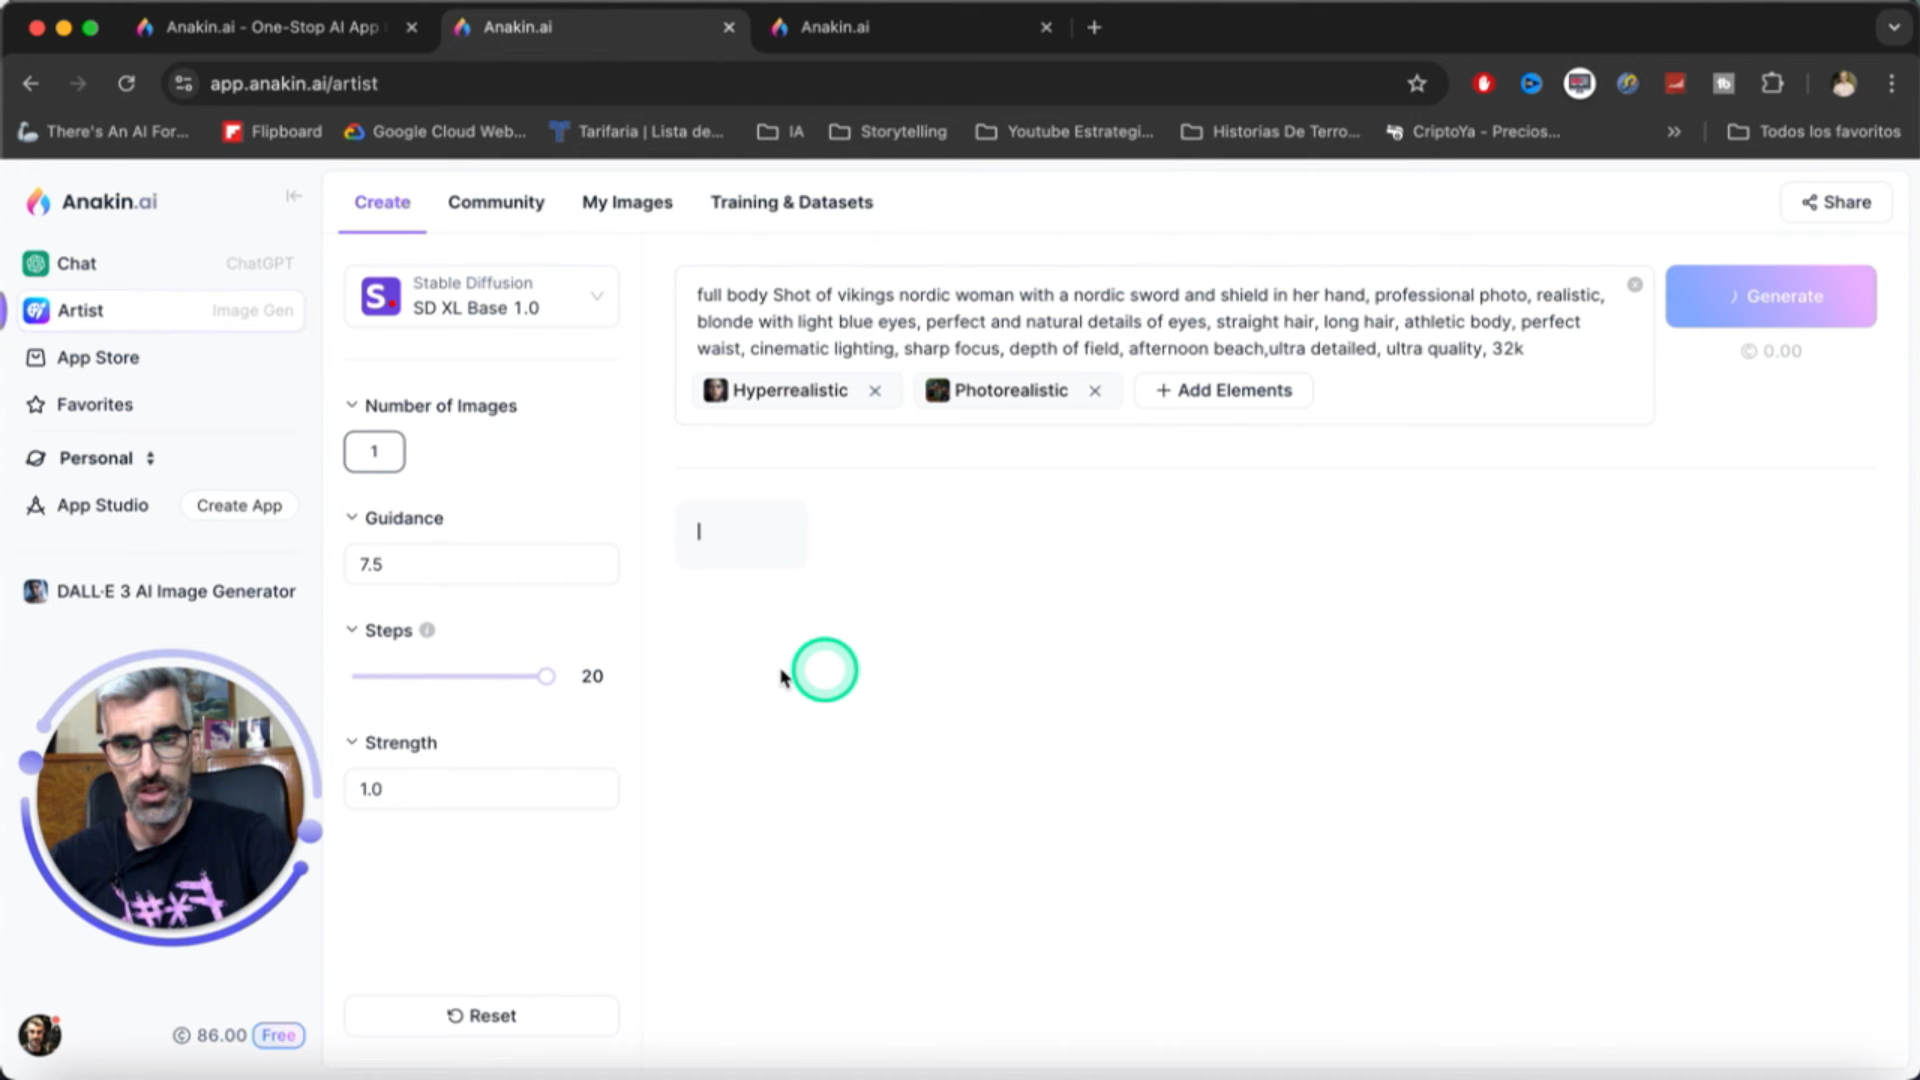 Anakin.ai - One-Stop AI App
Anakin.ai
Anakin.ai
app.anakin.ai/artist
There's An AI For...
Flipboard
Google Cloud Web...
Tarifaria | Lista de...
IA
Storytelling
Youtube Estrategi...
Historias De Terro...
CriptoYa - Precios...
Todos los favoritos
Anakin.ai
Chat
ChatGPT
Artist
Image Gen
App Store
Favorites
Personal
App Studio
Create App
DALL·E 3 AI Image Generator
#*7
86.00
Free
Create
Community
My Images
Training & Datasets
Share
Stable Diffusion
SD XL Base 1.0
Number of Images
1
Guidance
7.5
Steps
20
Strength
1.0
Reset
full body Shot of vikings nordic woman with a nordic sword and shield in her hand, professional photo, realistic,
blonde with light blue eyes, perfect and natural details of eyes, straight hair, long hair, athletic body, perfect
waist, cinematic lighting, sharp focus, depth of field, afternoon beach,ultra detailed, ultra quality, 32k
Hyperrealistic
Photorealistic
+ Add Elements
Generate
0.00